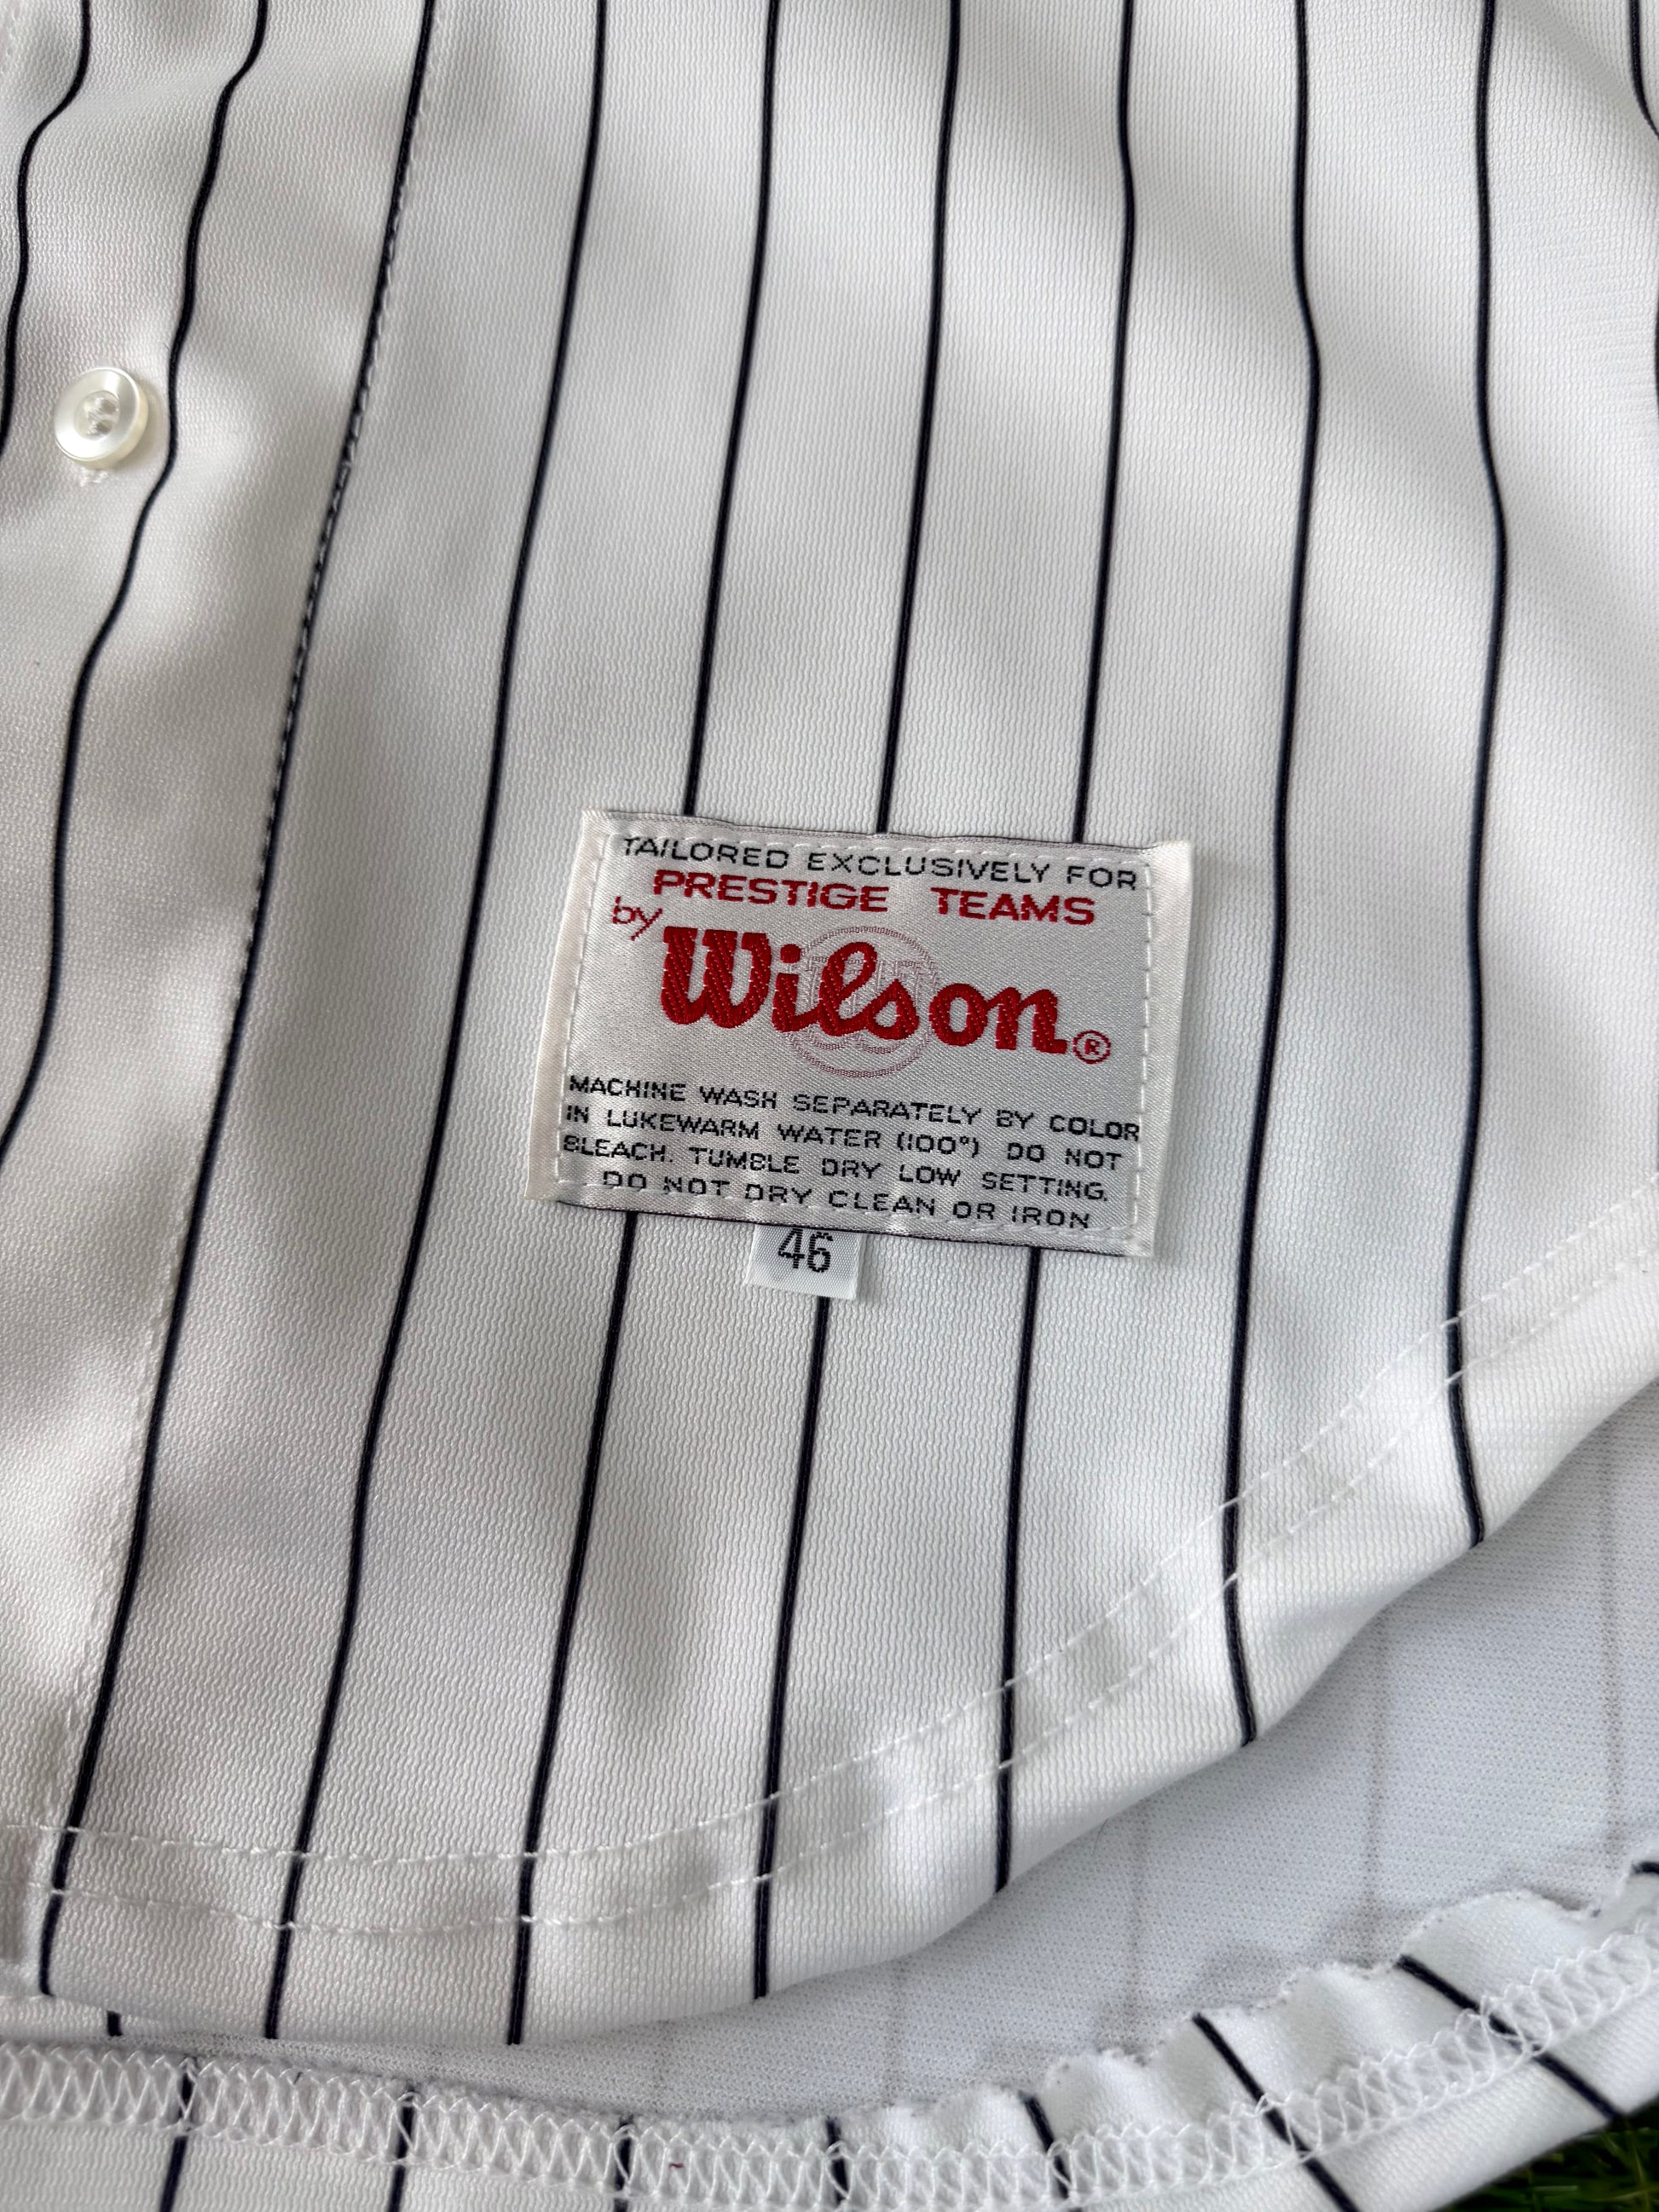 TAILORED EXCLUSIVELY FOR
PRESTIGE TEAMS
by Wilson®
MACHINE WASH SEPARATELY BY COLOR
IN LUKEWARM WATER (100°) DO NOT
BLEACH. TUMBLE DRY LOW SETTING.
DO NOT DRY CLEAN OR IRON
46